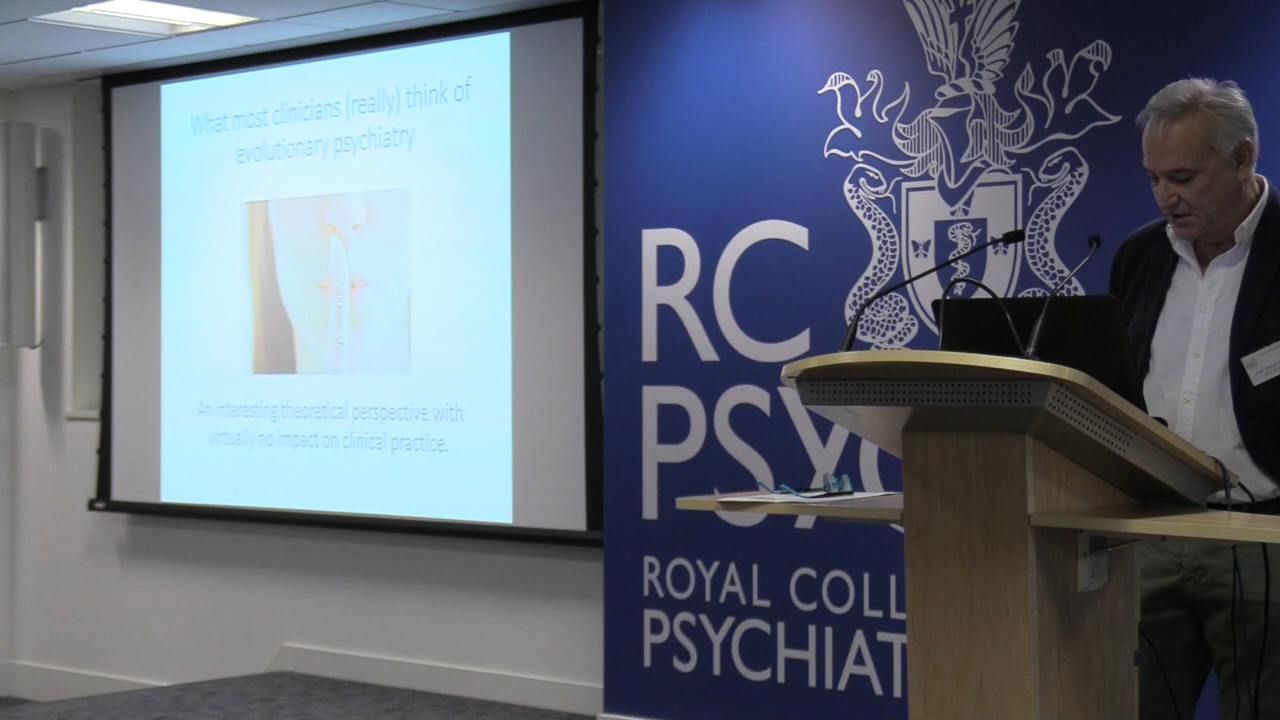 What most clinicians (really) think of
evolutionary psychiatry
An interesting theoretical perspective with
virtually no impact on clinical practice.
RC
PSYC
ROYAL COLL
PSYCHIAT